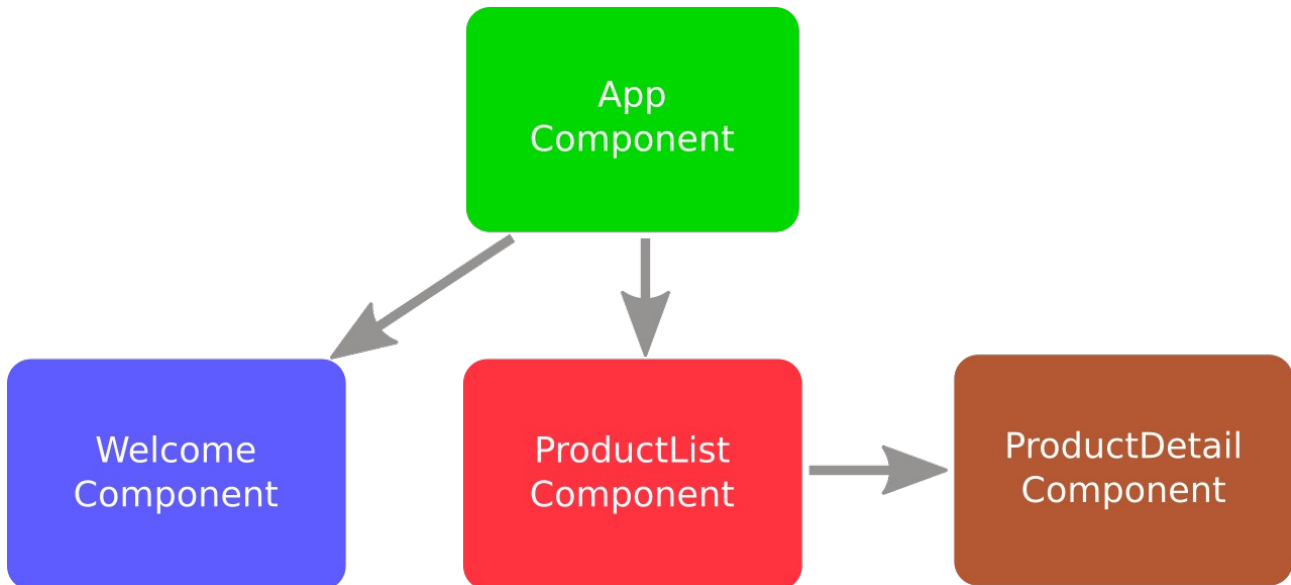 App
Component
Welcome
Component
ProductList
Component
ProductDetail
Component